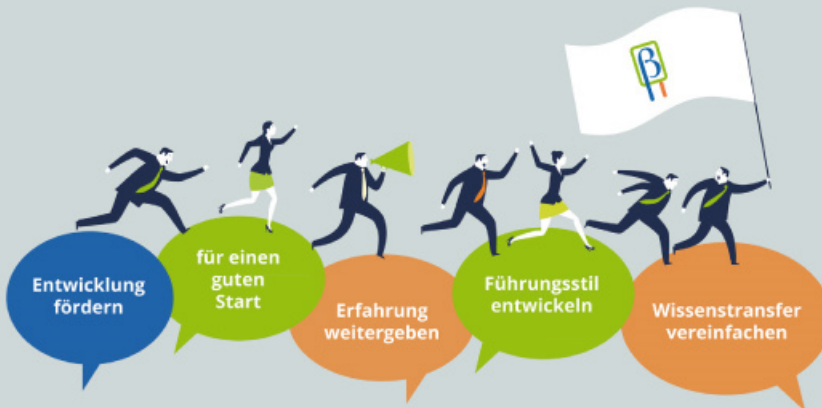 β
Entwicklung
fördern
für einen
guten
Start
Erfahrung
weitergeben
Führungsstil
entwickeln
Wissenstransfer
vereinfachen